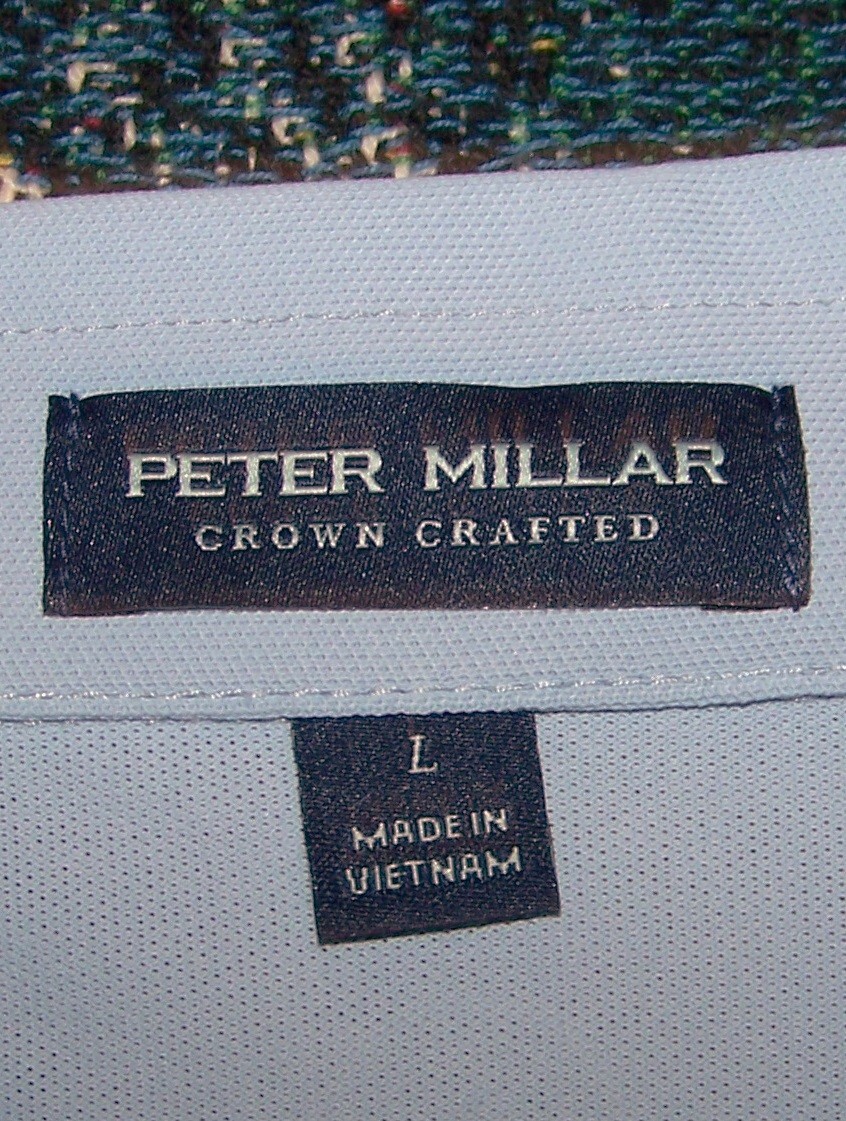 PETER MILLAR
CROWN CRAFTED
L
MADE IN
VIETNAM